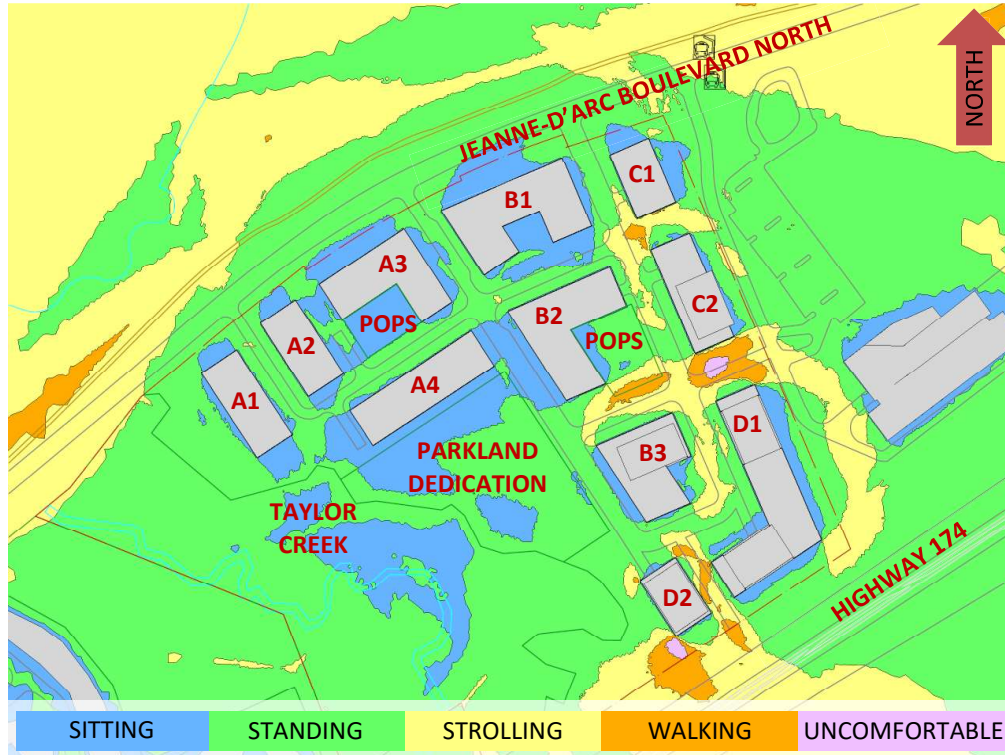 NORTH
JEANNE-D'ARC BOULEVARD NORTH
C1
B1
A3
C2
B2
POPS
POPS
A2
A4
A1
D1
B3
PARKLAND
DEDICATION
TAYLOR
CREEK
HIGHWAY 174
D2
SITTING
STANDING
STROLLING
WALKING
UNCOMFORTABLE